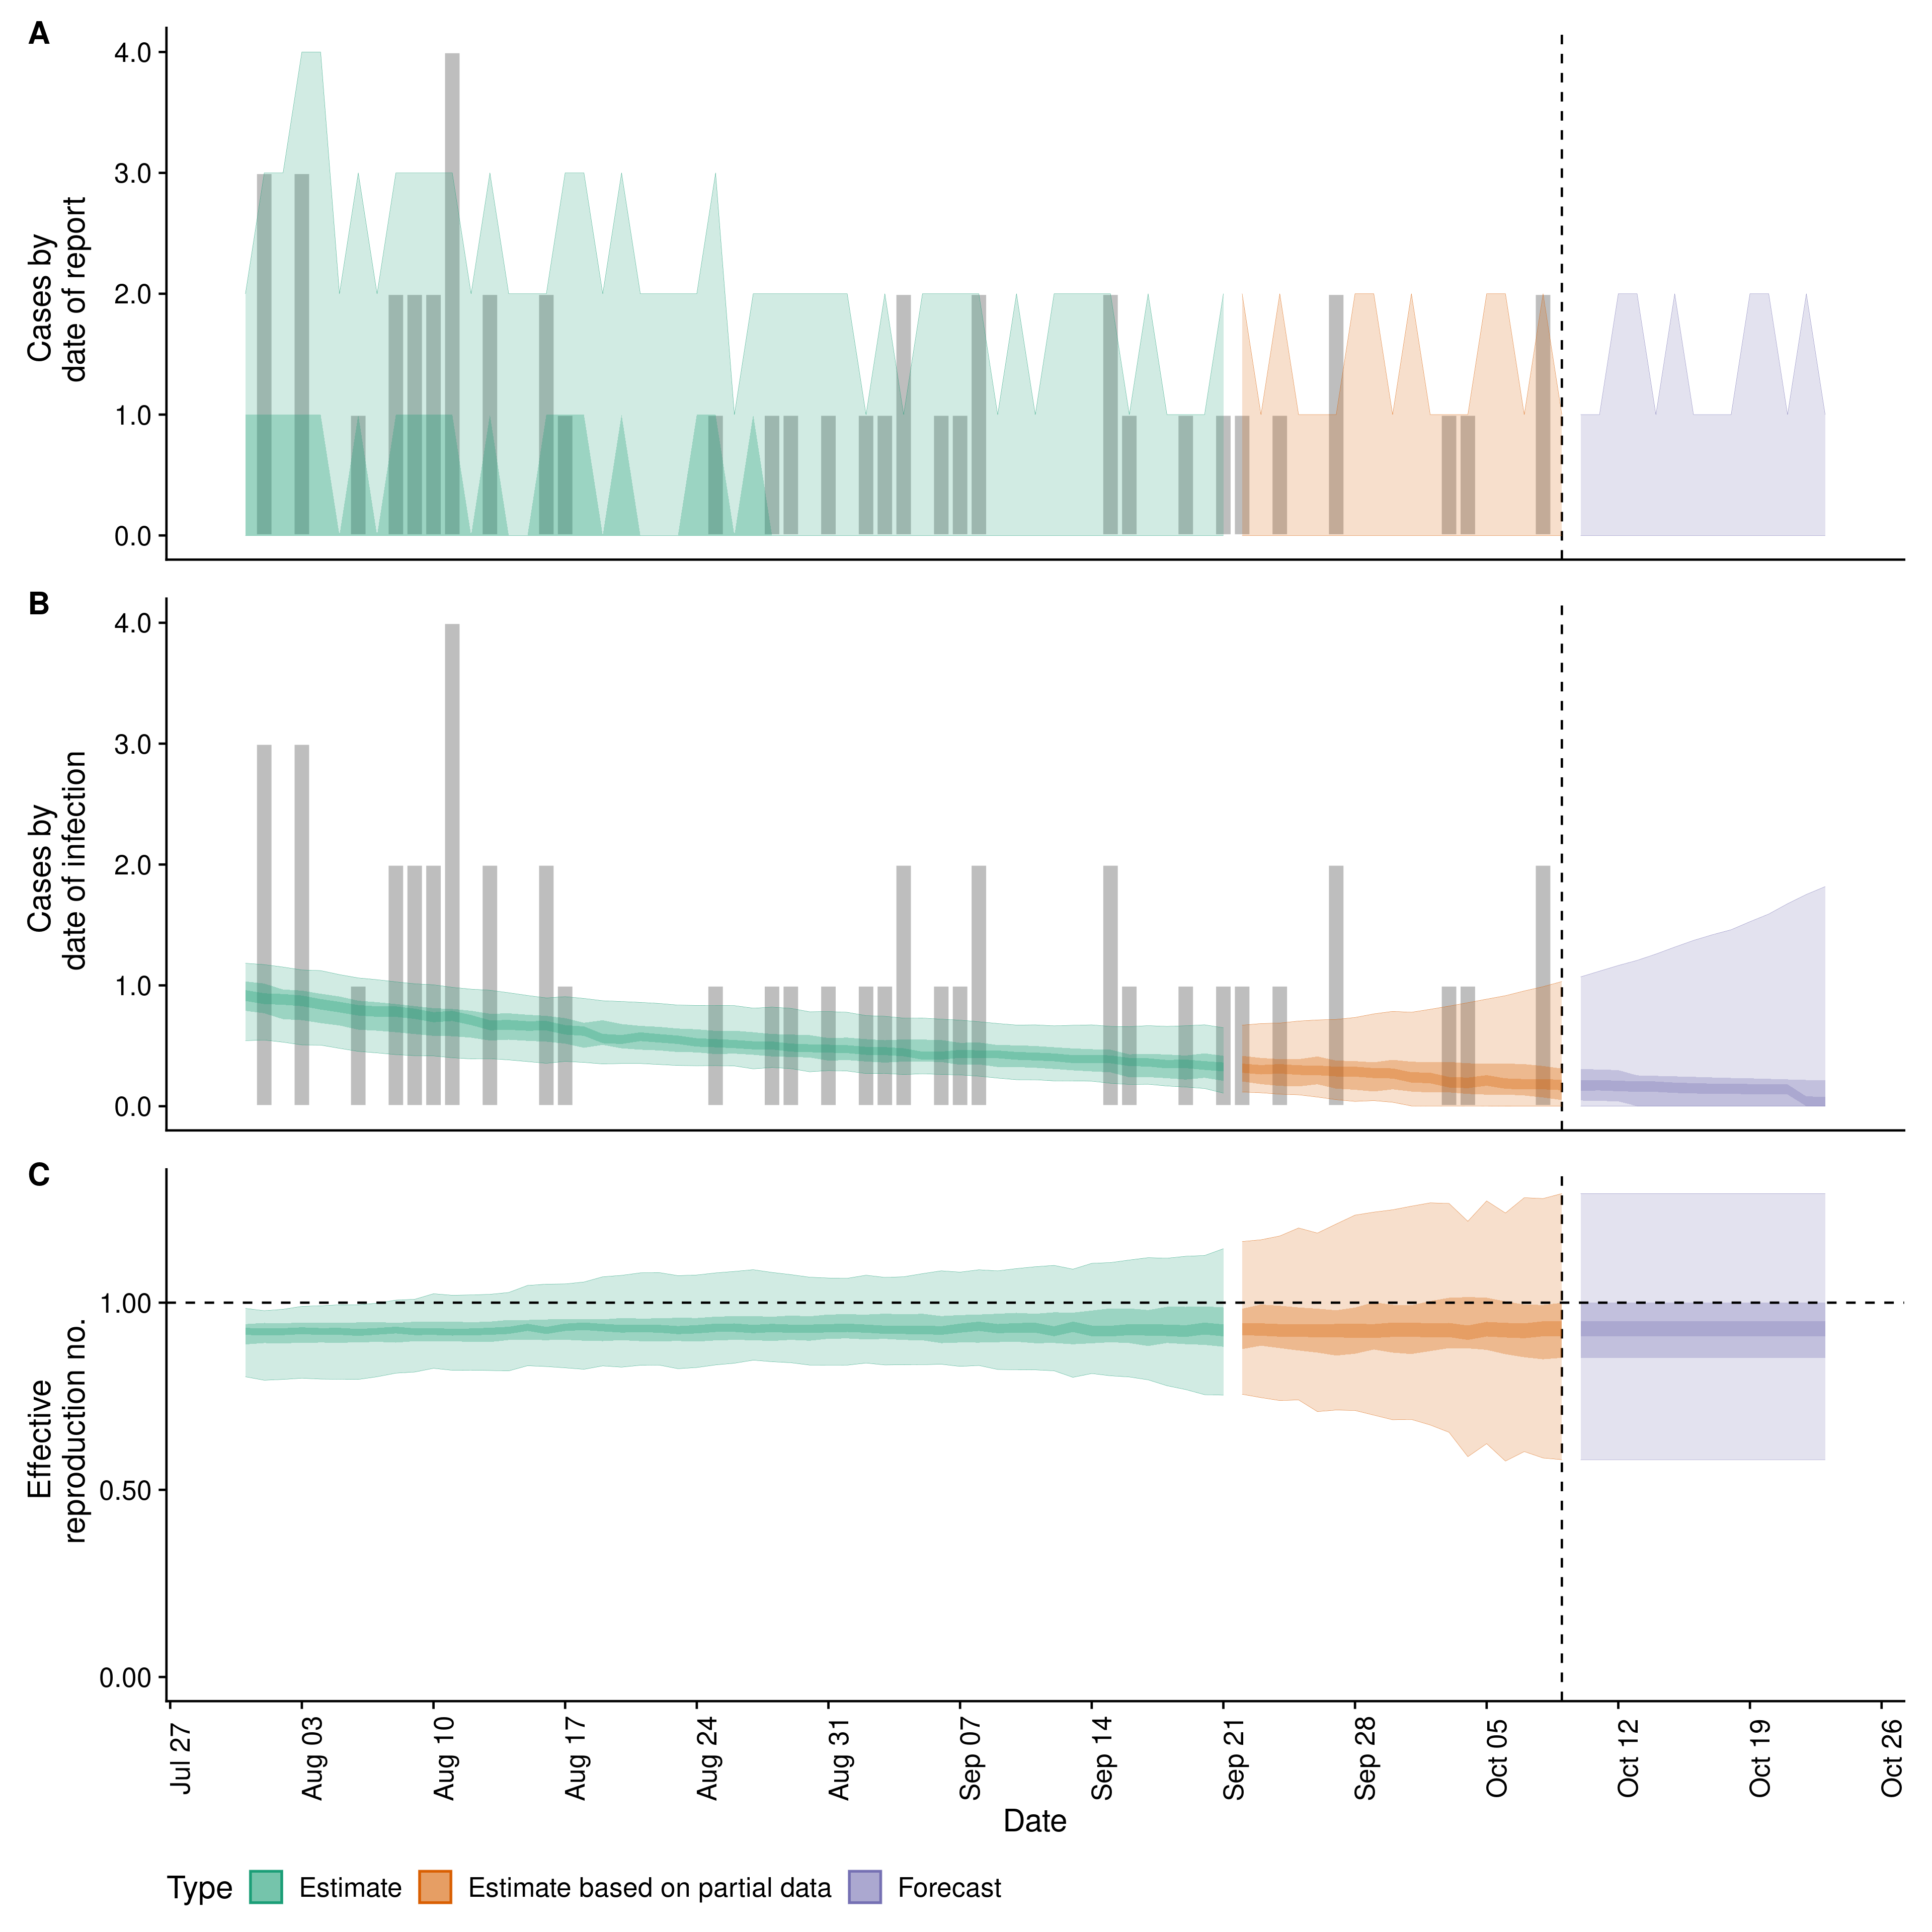 A
Cases by
date of report
4.0
3.0
2.0
1.0
0.0
B
Cases by
date of infection
4.0
3.0
2.0
1.0
0.0
C
Effective
reproduction no.
1.00
0.50
0.00
Jul 27
Aug 03
Aug 10
Aug 17
Aug 24
Aug 31
Sep 07
Sep 14
Sep 21
Sep 28
Oct 05
Oct 12
Oct 19
Oct 26
Date
Type Estimate Estimate based on partial data Forecast